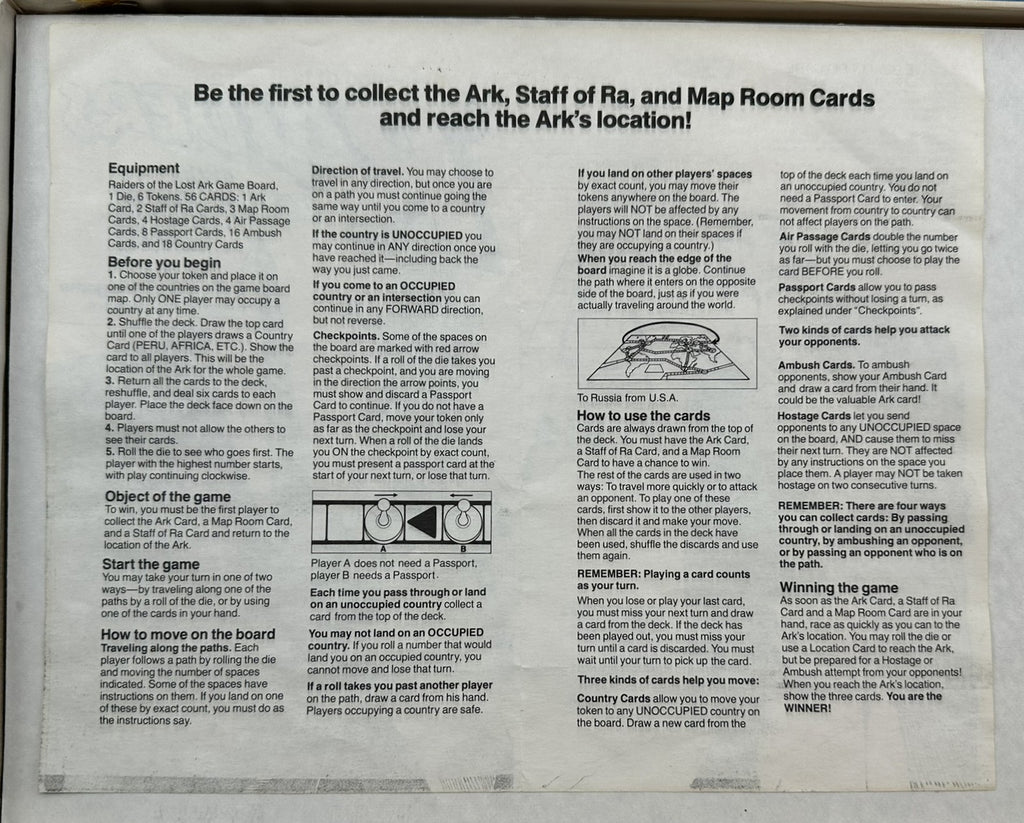 Be the first to collect the Ark, Staff of Ra, and Map Room Cards
and reach the Ark's location!
Equipment
Raiders of the Lost Ark Game Board,
1 Die, 6 Tokens. 56 CARDS: 1 Ark
Card, 2 Staff of Ra Cards, 3 Map Room
Cards, 4 Hostage Cards, 4 Air Passage
Cards, 8 Passport Cards, 16 Ambush
Cards, and 18 Country Cards
Before you begin
1. Choose your token and place it on
one of the countries on the game board
map. Only ONE player may occupy a
country at any time.
2. Shuffle the deck. Draw the top card
until one of the players draws a Country
Card (PERU, AFRICA, ETC.). Show the
card to all players. This will be the
location of the Ark for the whole game.
3. Return all the cards to the deck,
reshuffle, and deal six cards to each
player. Place the deck face down on the
board.
4. Players must not allow the others to
see their cards.
5. Roll the die to see who goes first. The
player with the highest number starts,
with play continuing clockwise.
Object of the game
To win, you must be the first player to
collect the Ark Card, a Map Room Card,
and a Staff of Ra Card and return to the
location of the Ark.
Start the game
You may take your turn in one of two
ways—by traveling along one of the
paths by a roll of the die, or by using
one of the cards in your hand.
How to move on the board
Traveling along the paths. Each
player follows a path by rolling the die
and moving the number of spaces
indicated. Some of the spaces have
instructions on them. If you land on one
of these by exact count, you must do as
the instructions say.
Direction of travel. You may choose to
travel in any direction, but once you are
on a path you must continue going the
same way until you come to a country
or an intersection.
If the country is UNOCCUPIED you
may continue in ANY direction once you
have reached it—including back the
way you just came.
If you come to an OCCUPIED
country or an intersection you can
continue in any FORWARD direction,
but not reverse.
Checkpoints. Some of the spaces on
the board are marked with red arrow
checkpoints. If a roll of the die takes you
past a checkpoint, and you are moving
in the direction the arrow points, you
must show and discard a Passport
Card to continue. If you do not have a
Passport Card, move your token only
as far as the checkpoint and lose your
next turn. When a roll of the die lands
you ON the checkpoint by exact count,
you must present a passport card at the
start of your next turn, or lose that turn.
A B
Player A does not need a Passport,
player B needs a Passport.
Each time you pass through or land
on an unoccupied country collect a
card from the top of the deck.
You may not land on an OCCUPIED
country. If you roll a number that would
land you on an occupied country, you
cannot move and lose that turn.
If a roll takes you past another player
on the path, draw a card from his hand.
Players occupying a country are safe.
If you land on other players' spaces
by exact count, you may move their
tokens anywhere on the board. The
players will NOT be affected by any
instructions on the space. (Remember,
you may NOT land on their spaces if
they are occupying a country.)
When you reach the edge of the
board imagine it is a globe. Continue
the path where it enters on the opposite
side of the board, just as if you were
actually traveling around the world.
To Russia from U.S.A.
How to use the cards
Cards are always drawn from the top of
the deck. You must have the Ark Card,
a Staff of Ra Card, and a Map Room
Card to have a chance to win.
The rest of the cards are used in two
ways: To travel more quickly or to attack
an opponent. To play one of these
cards, first show it to the other players,
then discard it and make your move.
When all the cards in the deck have
been used, shuffle the discards and use
them again.
REMEMBER: Playing a card counts
as your turn.
When you lose or play your last card,
you must miss your next turn and draw
a card from the deck. If the deck has
been played out, you must miss your
turn until a card is discarded. You must
wait until your turn to pick up the card.
Three kinds of cards help you move:
Country Cards allow you to move your
token to any UNOCCUPIED country on
the board. Draw a new card from the
top of the deck each time you land on
an unoccupied country. You do not
need a Passport Card to enter. Your
movement from country to country can
not affect players on the path.
Air Passage Cards double the number
you roll with the die, letting you go twice
as far—but you must choose to play the
card BEFORE you roll.
Passport Cards allow you to pass
checkpoints without losing a turn, as
explained under "Checkpoints".
Two kinds of cards help you attack
your opponents.
Ambush Cards. To ambush
opponents, show your Ambush Card
and draw a card from their hand. It
could be the valuable Ark card!
Hostage Cards let you send
opponents to any UNOCCUPIED space
on the board, AND cause them to miss
their next turn. They are NOT affected
by any instructions on the space you
place them. A player may NOT be taken
hostage on two consecutive turns.
REMEMBER: There are four ways
you can collect cards: By passing
through or landing on an unoccupied
country, by ambushing an opponent,
or by passing an opponent who is on
the path.
Winning the game
As soon as the Ark Card, a Staff of Ra
Card and a Map Room Card are in your
hand, race as quickly as you can to the
Ark's location. You may roll the die or
use a Location Card to reach the Ark,
but be prepared for a Hostage or
Ambush attempt from your opponents!
When you reach the Ark's location,
show the three cards. You are the
WINNER!